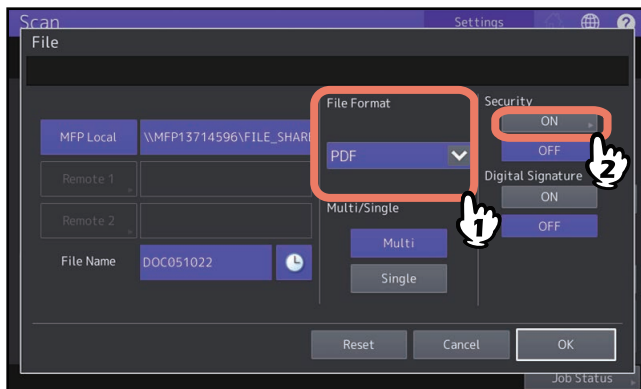 Scan
Settings
?
File
File Format
Security
ON
MFP Local
\\MFP13714596\FILE_SHAR
PDF
OFF
2
Remote 1
Digital Signature
ON
Multi/Single
1
Remote 2
OFF
Multi
File Name
DOC051022
Single
Reset
Cancel
OK
Job Status